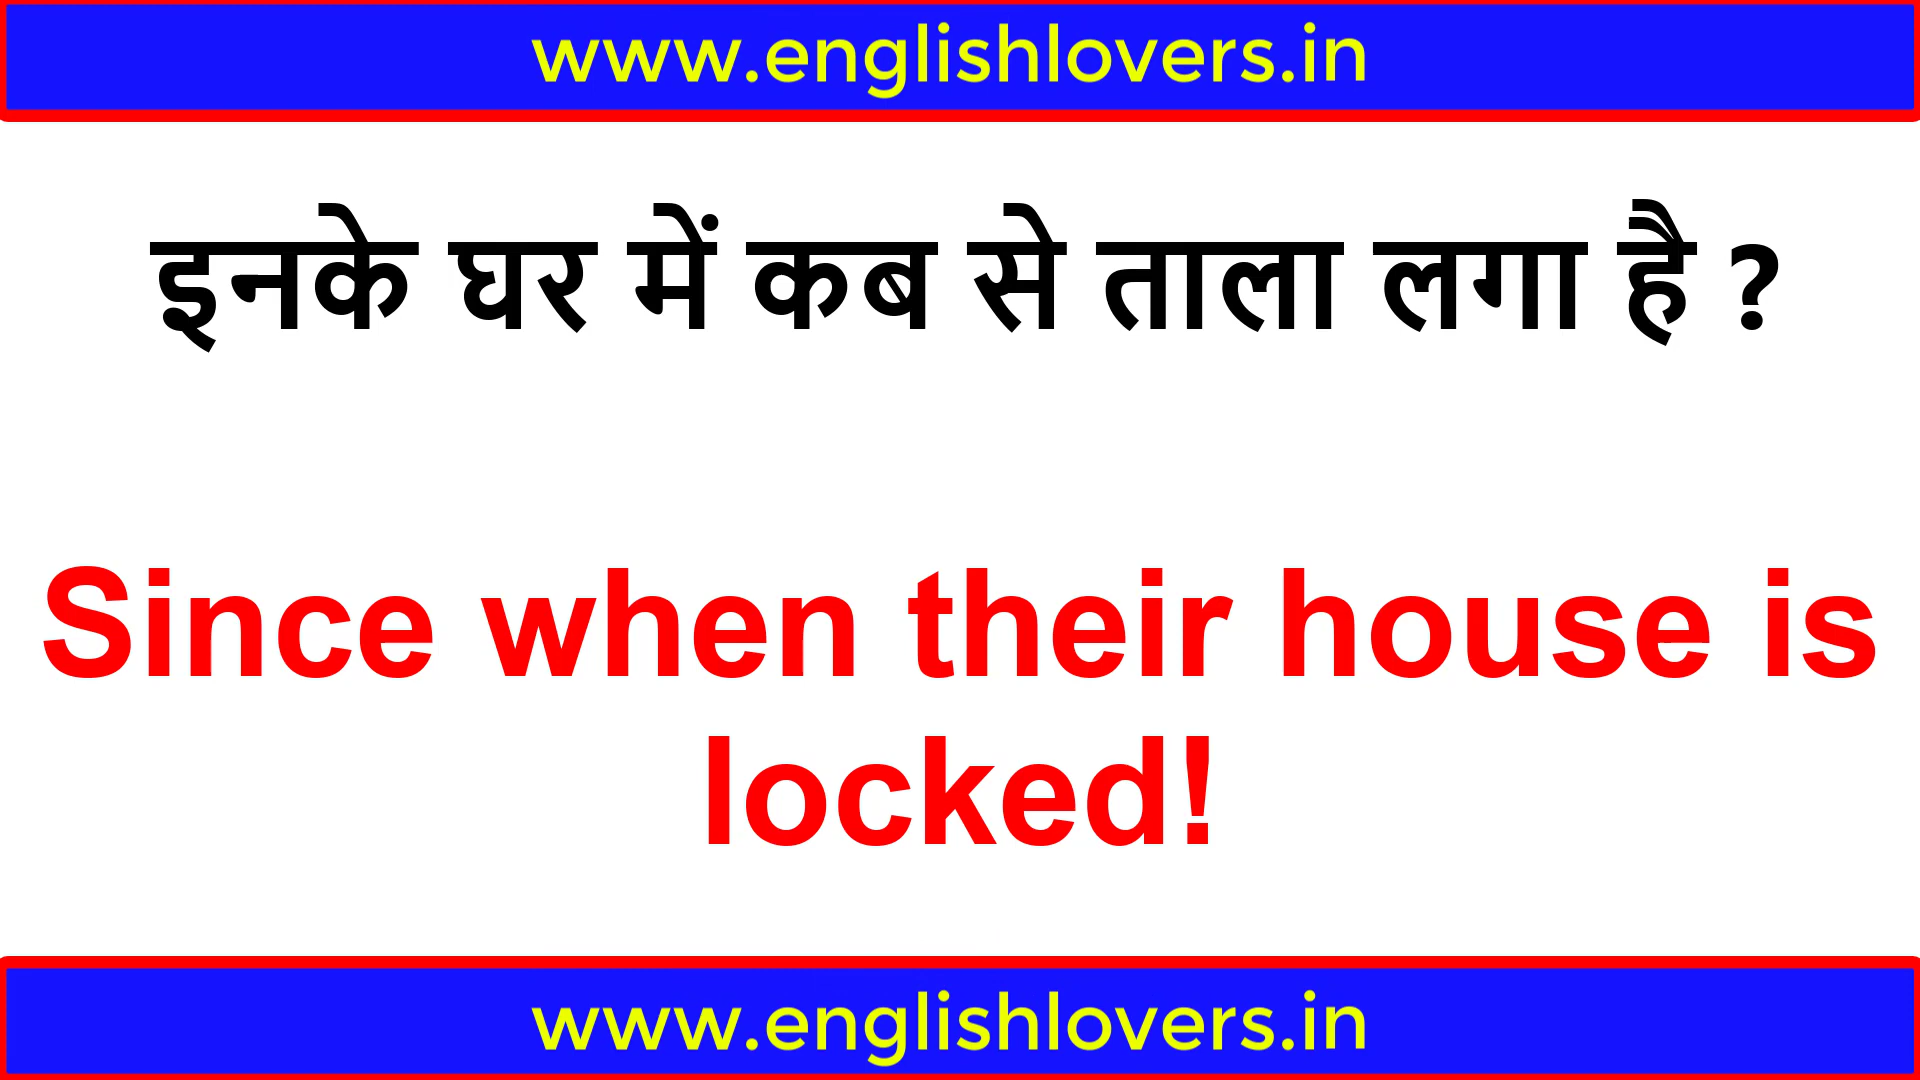 www.englishlovers.in
इनके घर में कब से ताला लगा है ?
Since when their house is
locked!
www.englishlovers.in